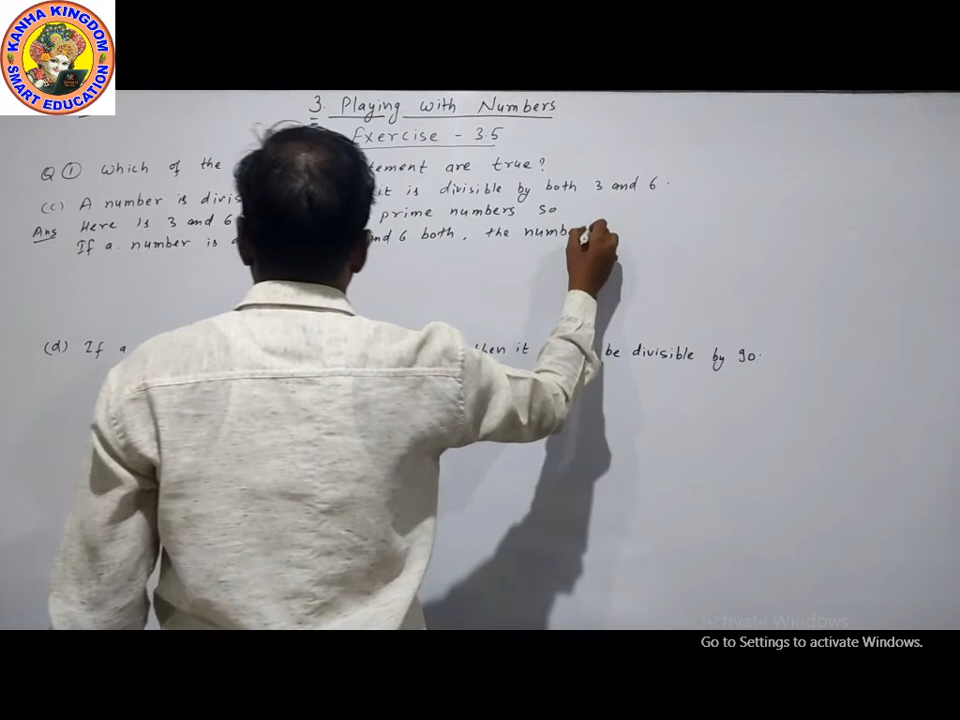 KANHA KINGDOM
SMART EDUCATION
3. Playing with Numbers
Exercise - 3.5
Q ① Which of the tement are true?
(c) A number is divis it is divisible by both 3 and 6.
Ans Here is 3 and 6 prime numbers so
If a number is and 6 both, the numbe
(d) If a then it be divisible by 90.
Activate Windows
Go to Settings to activate Windows.